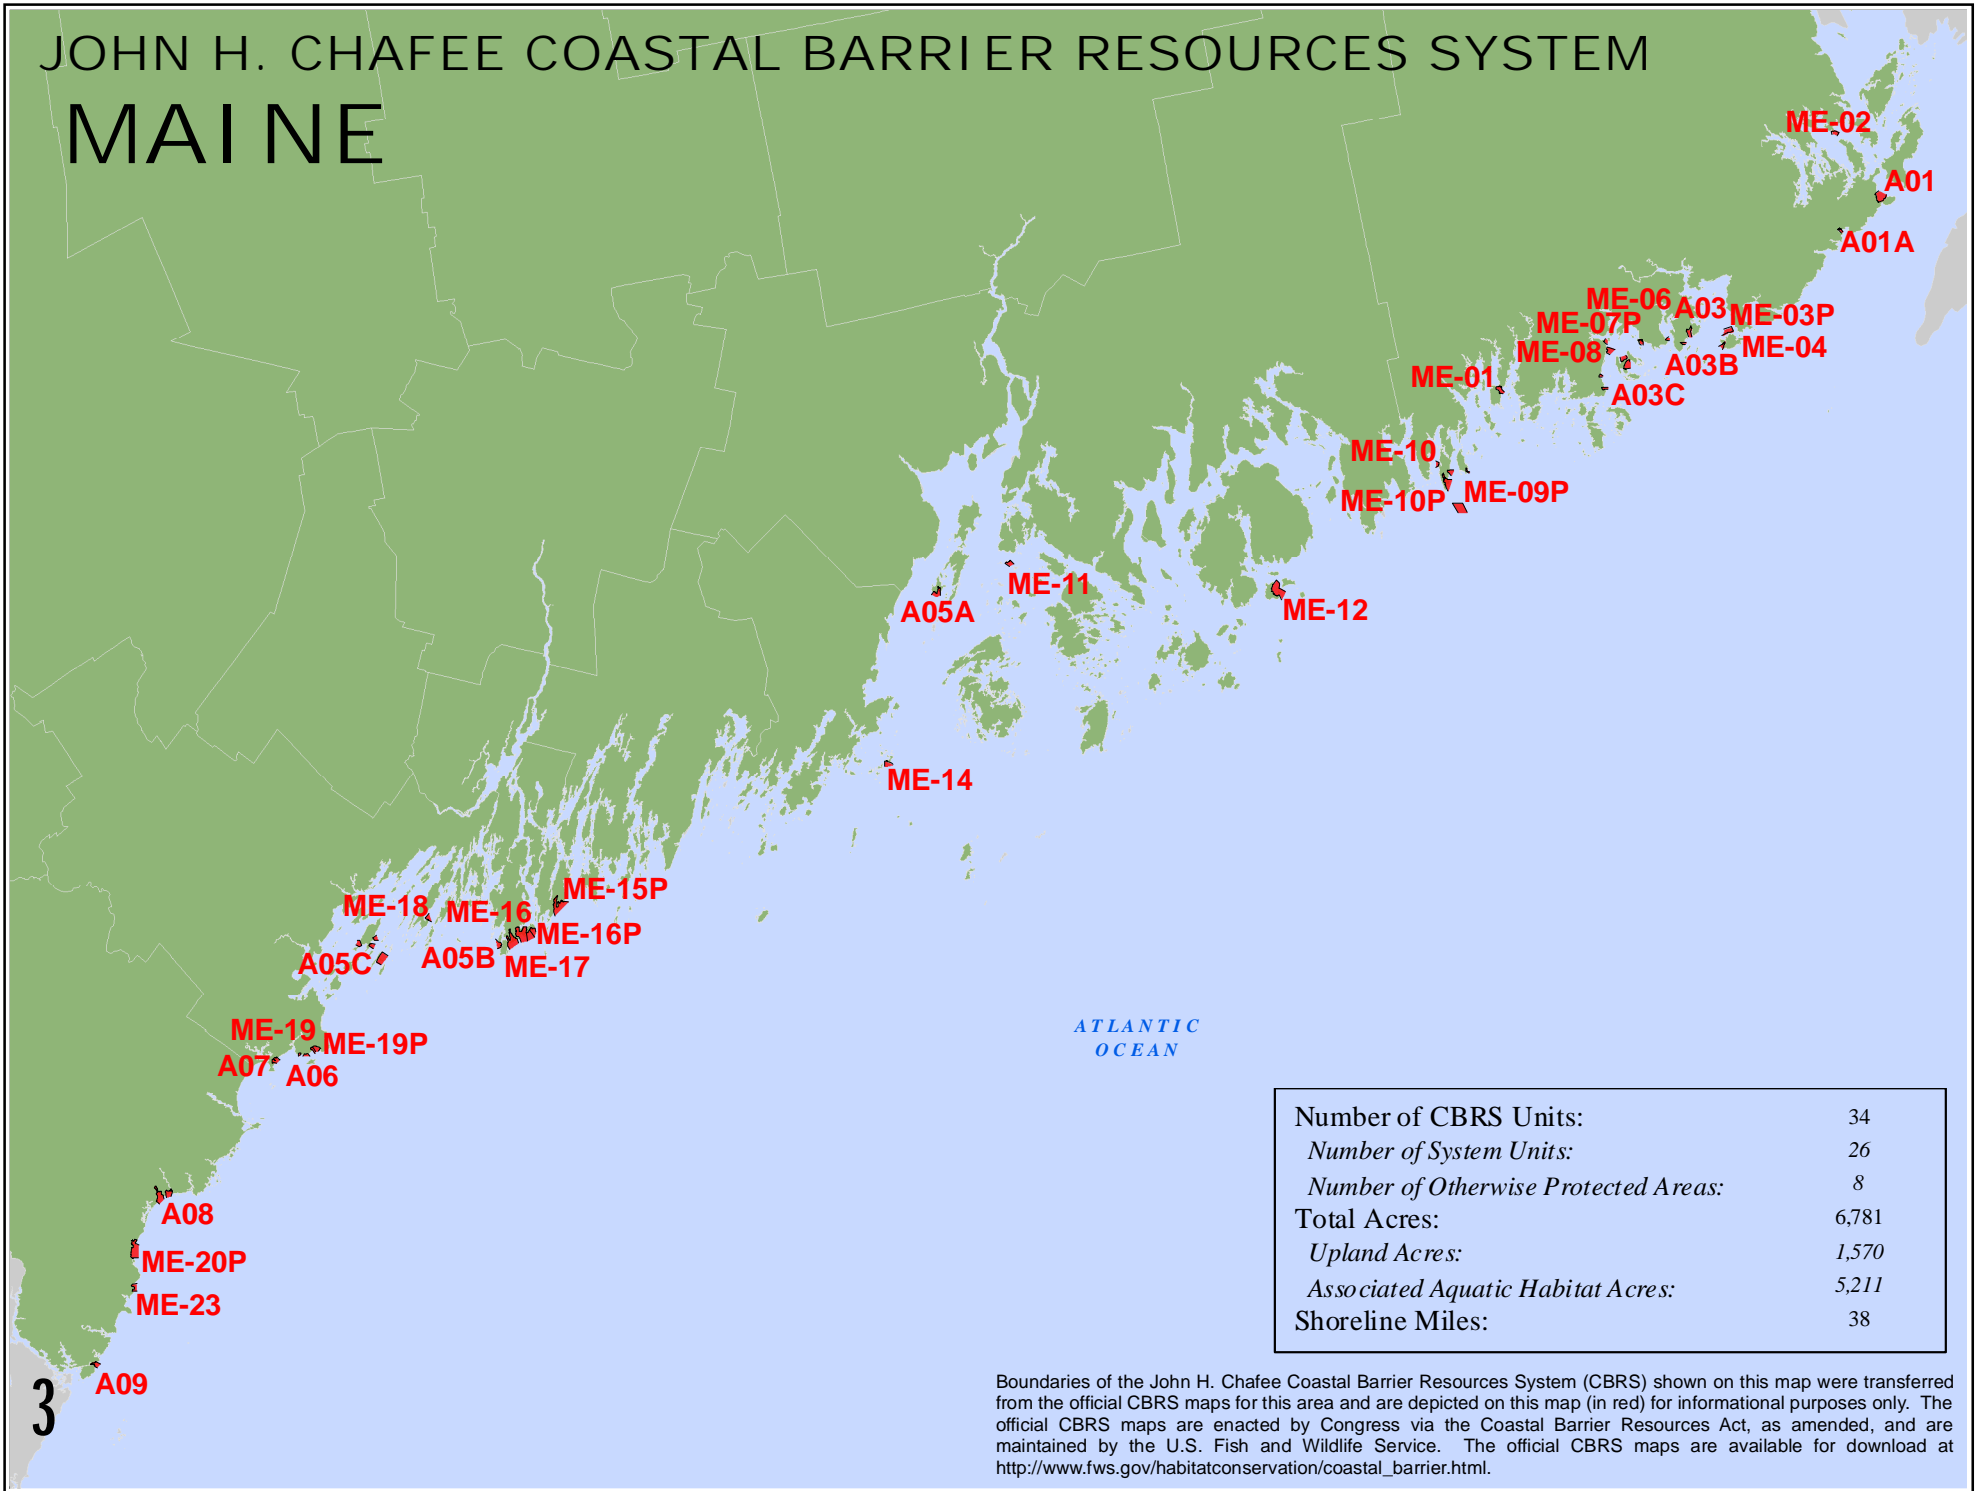 JOHN H. CHAFEE COASTAL BARRIER RESOURCES SYSTEM
MAINE
ME-02
A01
A01A
ME-06
A03
ME-03P
ME-07P
ME-08
ME-04
A03B
ME-01
A03C
ME-10
ME-09P
ME-10P
ME-11
A05A
ME-12
ME-14
ME-15P
ME-18
ME-16
ME-16P
A05B
A05C
ME-17
ME-19
ME-19P
A07
A06
A08
ME-20P
ME-23
A09
3
ATLANTIC
OCEAN
Number of CBRS Units: 34
Number of System Units: 26
Number of Otherwise Protected Areas: 8
Total Acres: 6,781
Upland Acres: 1,570
Associated Aquatic Habitat Acres: 5,211
Shoreline Miles: 38
Boundaries of the John H. Chafee Coastal Barrier Resources System (CBRS) shown on this map were transferred
from the official CBRS maps for this area and are depicted on this map (in red) for informational purposes only. The
official CBRS maps are enacted by Congress via the Coastal Barrier Resources Act, as amended, and are
maintained by the U.S. Fish and Wildlife Service. The official CBRS maps are available for download at
http://www.fws.gov/habitatconservation/coastal_barrier.html.